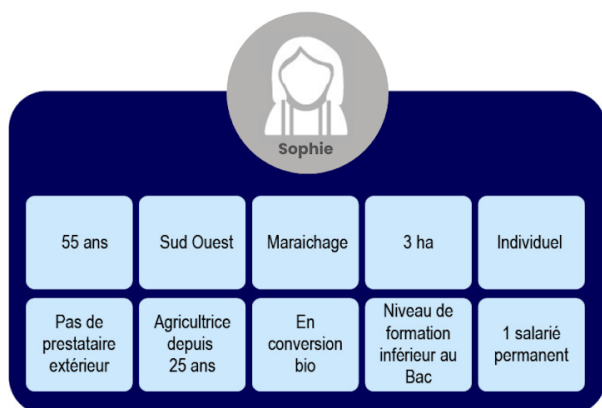 Sophie
55 ans
Sud Ouest
Maraichage
3 ha
Individuel
Pas de
prestataire
extérieur
Agricultrice
depuis
25 ans
En
conversion
bio
Niveau de
formation
inférieur au
Bac
1 salarié
permanent